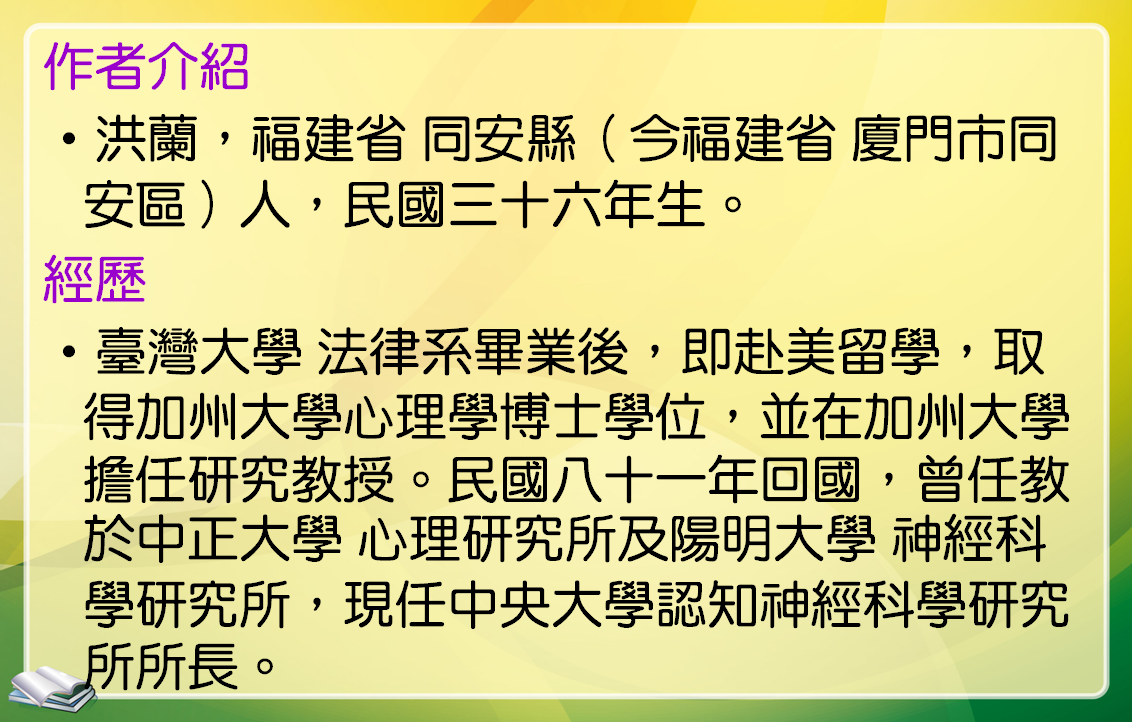 作者介紹
•洪蘭，福建省 同安縣（今福建省 廈門市同
安區）人，民國三十六年生。
經歷
•臺灣大學 法律系畢業後，即赴美留學，取
得加州大學心理學博士學位，並在加州大學
擔任研究教授。民國八十一年回國，曾任教
於中正大學 心理研究所及陽明大學 神經科
學研究所，現任中央大學認知神經科學研究
所所長。